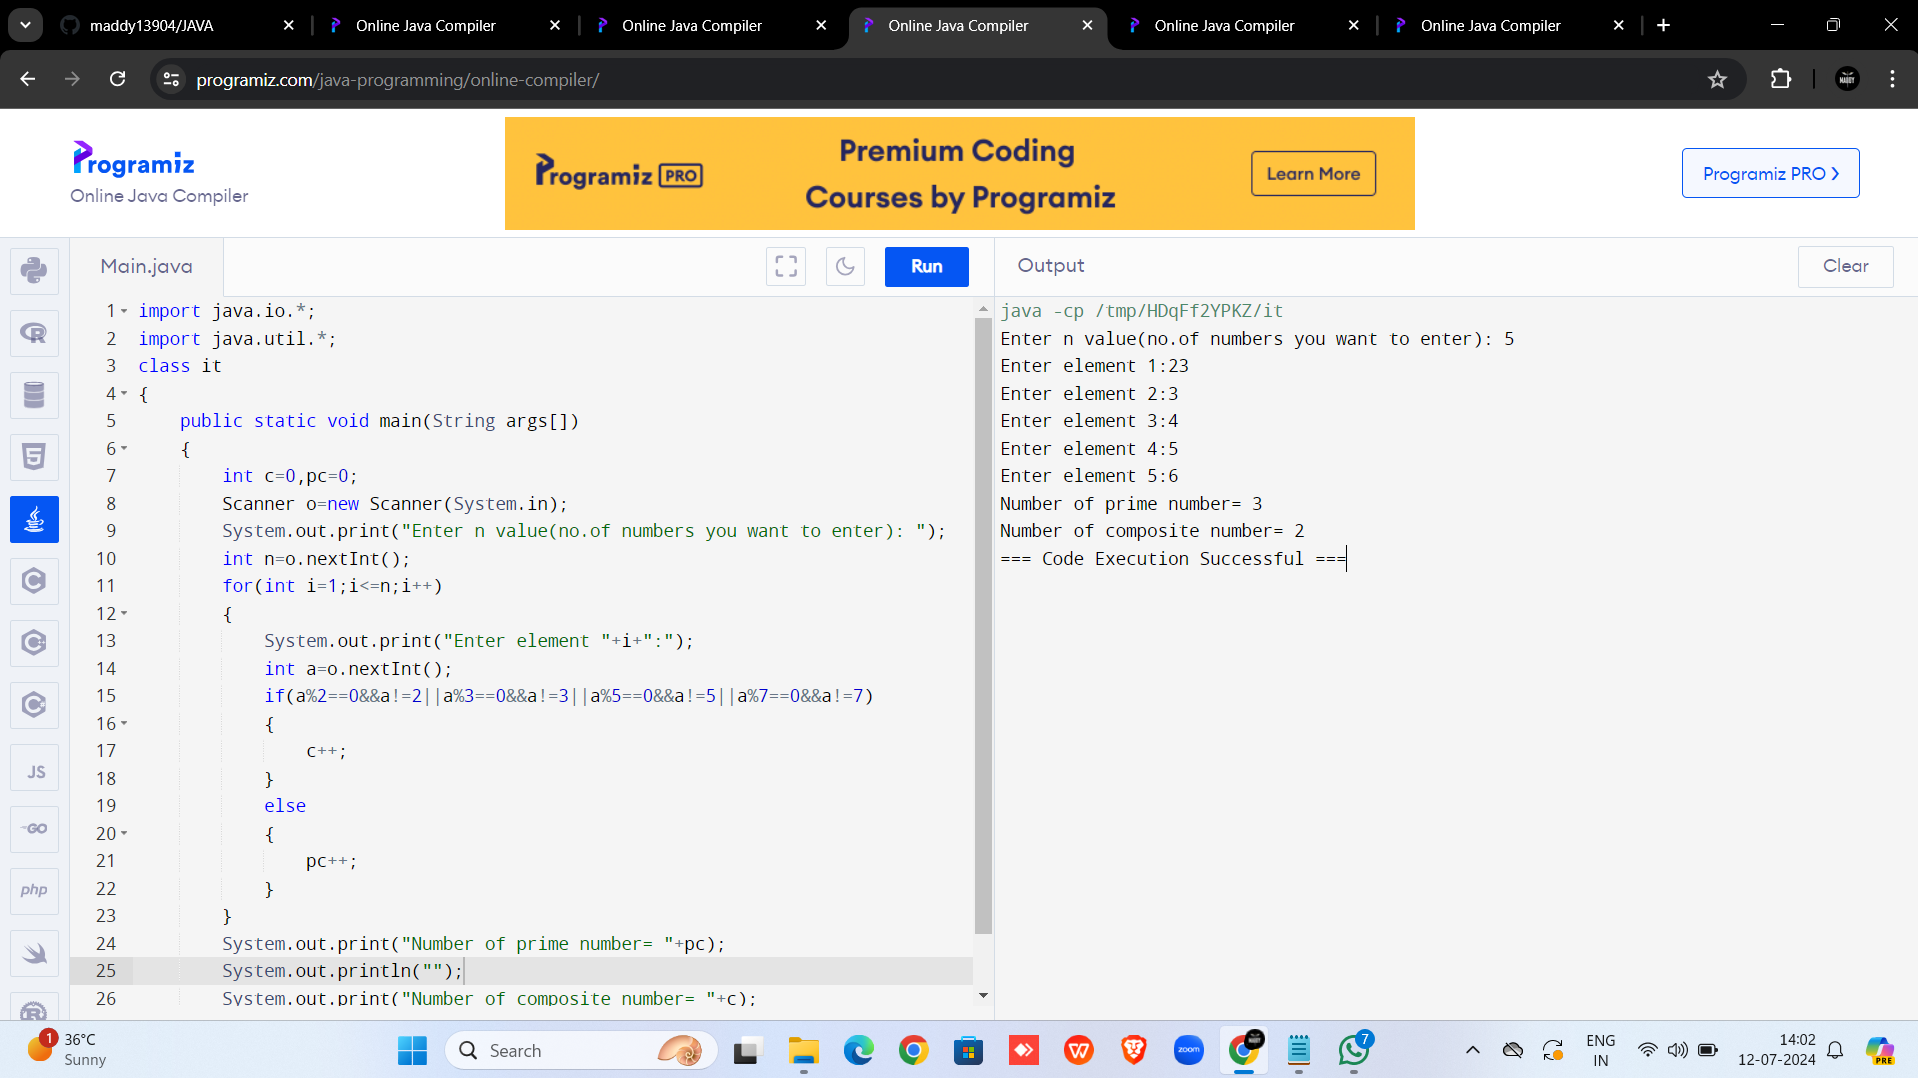 maddy13904/JAVA
Online Java Compiler
Online Java Compiler
Online Java Compiler
Online Java Compiler
Online Java Compiler
programiz.com/java-programming/online-compiler/
MADDY
Programiz
Online Java Compiler
Programiz PRO
Premium Coding
Courses by Programiz
Learn More
Programiz PRO
Main.java
Run
Output
Clear
1 import java.io.*;
2 import java.util.*;
3 class it
4 {
5 public static void main(String args[])
6 {
7 int c=0,pc=0;
8 Scanner o=new Scanner(System.in);
9 System.out.print("Enter n value(no.of numbers you want to enter): ");
10 int n=o.nextInt();
11 for(int i=1;i<=n;i++)
12 {
13 System.out.print("Enter element "+i+":");
14 int a=o.nextInt();
15 if(a%2==0&&a!=2||a%3==0&&a!=3||a%5==0&&a!=5||a%7==0&&a!=7)
16 {
17 c++;
18 }
19 else
20 {
21 pc++;
22 }
23 }
24 System.out.print("Number of prime number= "+pc);
25 System.out.println("");
26 System.out.print("Number of composite number= "+c);
java -cp /tmp/HDqFf2YPKZ/it
Enter n value(no.of numbers you want to enter): 5
Enter element 1:23
Enter element 2:3
Enter element 3:4
Enter element 4:5
Enter element 5:6
Number of prime number= 3
Number of composite number= 2
=== Code Execution Successful ===
R
5
C
C
C
JS
GO
php
R
1
36°C
Sunny
Search
W
zoom
7
ENG
IN
14:02
12-07-2024
PRE